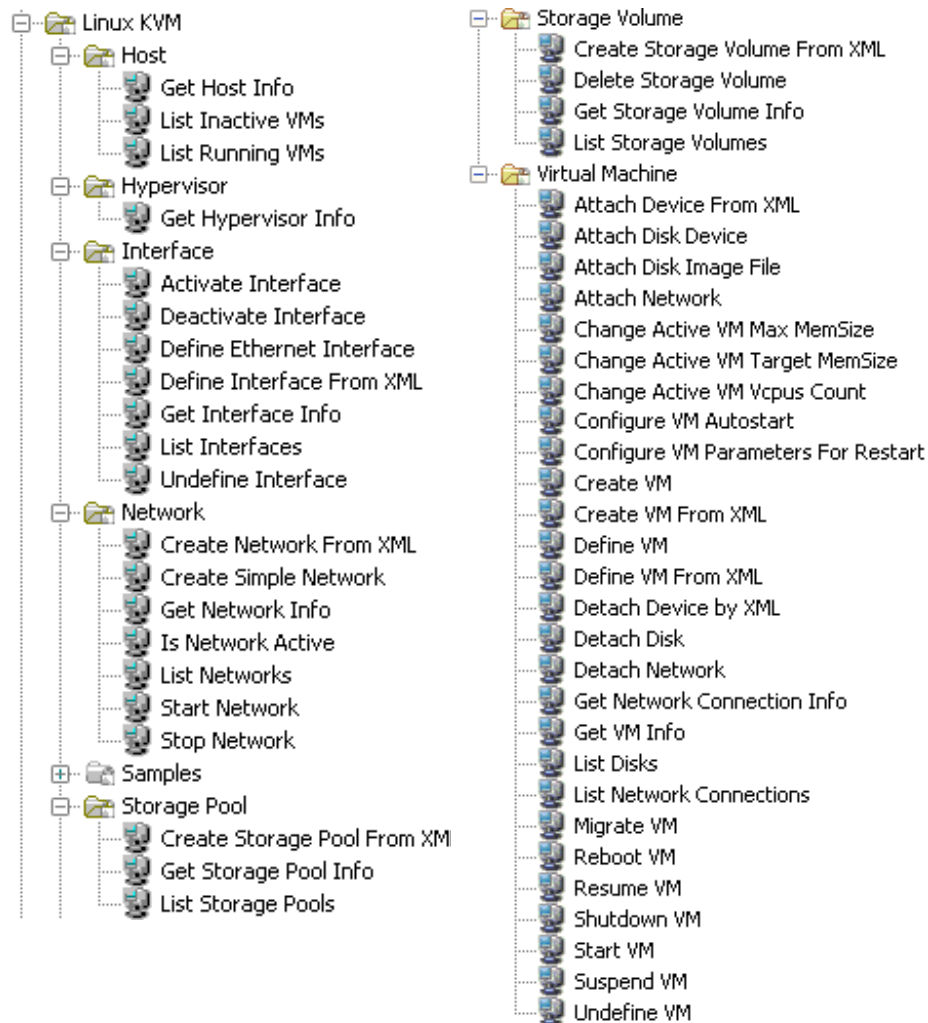 Linux KVM
Host
Get Host Info
List Inactive VMs
List Running VMs
Hypervisor
Get Hypervisor Info
Interface
Activate Interface
Deactivate Interface
Define Ethernet Interface
Define Interface From XML
Get Interface Info
List Interfaces
Undefine Interface
Network
Create Network From XML
Create Simple Network
Get Network Info
Is Network Active
List Networks
Start Network
Stop Network
Samples
Storage Pool
Create Storage Pool From XM
Get Storage Pool Info
List Storage Pools
Storage Volume
Create Storage Volume From XML
Delete Storage Volume
Get Storage Volume Info
List Storage Volumes
Virtual Machine
Attach Device From XML
Attach Disk Device
Attach Disk Image File
Attach Network
Change Active VM Max MemSize
Change Active VM Target MemSize
Change Active VM Vcpus Count
Configure VM Autostart
Configure VM Parameters For Restart
Create VM
Create VM From XML
Define VM
Define VM From XML
Detach Device by XML
Detach Disk
Detach Network
Get Network Connection Info
Get VM Info
List Disks
List Network Connections
Migrate VM
Reboot VM
Resume VM
Shutdown VM
Start VM
Suspend VM
Undefine VM